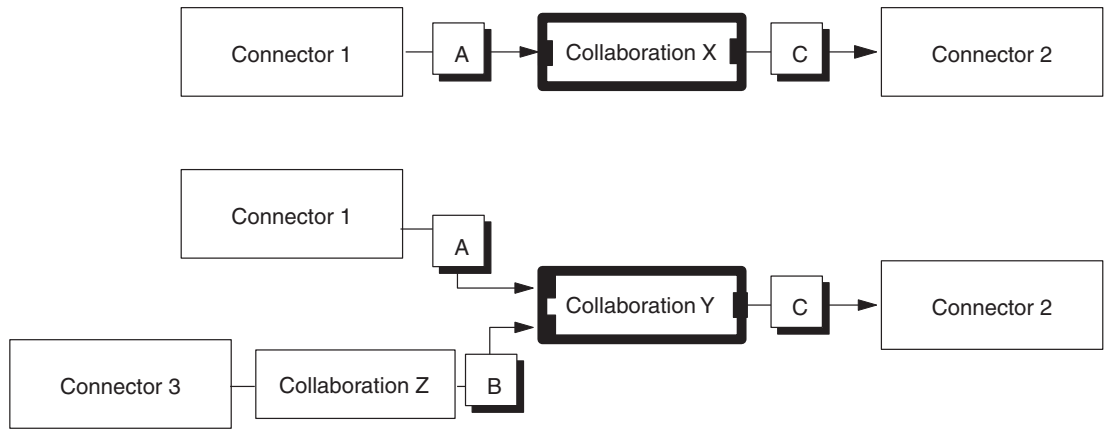 Connector 1
A
Collaboration X
C
Connector 2
Connector 1
A
Collaboration Y
C
Connector 2
Connector 3
Collaboration Z
B